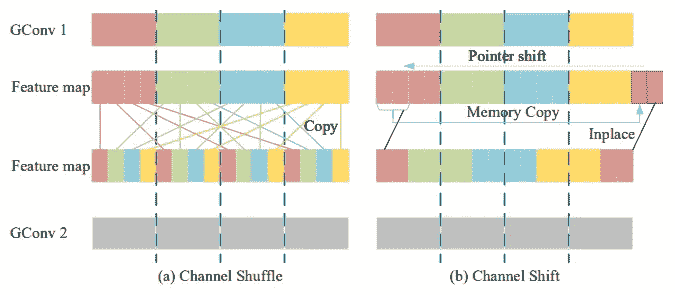 GConv 1
Pointer shift
Feature map
Copy
Memory Copy
Inplace
Feature map
GConv 2
(a) Channel Shuffle
(b) Channel Shift